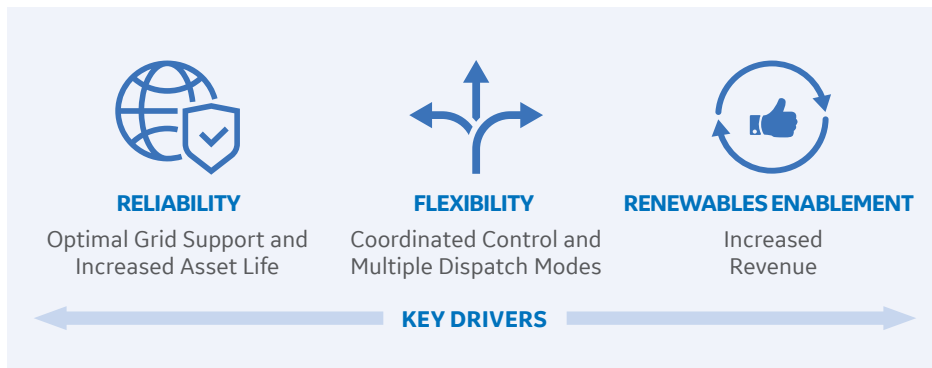 RELIABILITY
Optimal Grid Support and
Increased Asset Life
FLEXIBILITY
Coordinated Control and
Multiple Dispatch Modes
RENEWABLES ENABLEMENT
Increased
Revenue
KEY DRIVERS